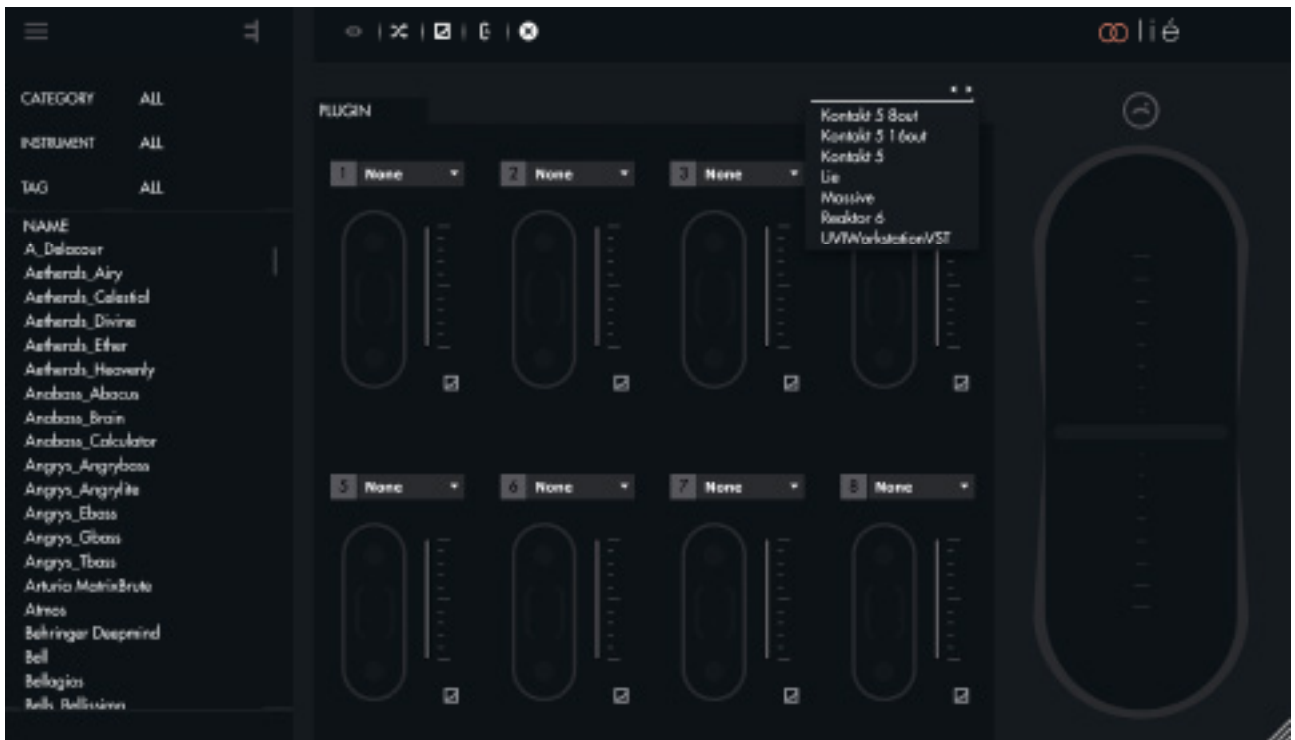 lié
CATEGORY ALL
INSTRUMENT ALL
TAG ALL
NAME
A_Delacour
Aetherals_Airy
Aetherals_Celestial
Aetherals_Divine
Aetherals_Ether
Aetherals_Heavenly
Anabass_Abacus
Anabass_Brain
Anabass_Calculator
Angrys_Angrybass
Angrys_Angrylite
Angrys_Ebass
Angrys_Gbass
Angrys_Tbass
Arturia MatrixBrute
Atmos
Behringer Deepmind
Bell
Bellagios
Bells_Bellissimo
PLUGIN
1 None
2 None
3 None
Kontakt 5 8out
Kontakt 5 16out
Kontakt 5
Lie
Massive
Reaktor 6
UVIWorkstationVST
5 None
6 None
7 None
8 None